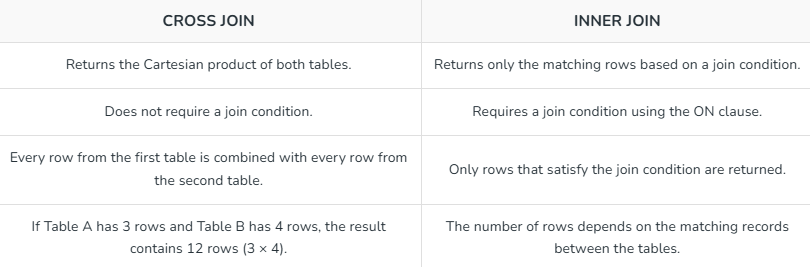 CROSS JOIN
INNER JOIN
Returns the Cartesian product of both tables.
Returns only the matching rows based on a join condition.
Does not require a join condition.
Requires a join condition using the ON clause.
Every row from the first table is combined with every row from
the second table.
Only rows that satisfy the join condition are returned.
If Table A has 3 rows and Table B has 4 rows, the result
contains 12 rows (3 × 4).
The number of rows depends on the matching records
between the tables.